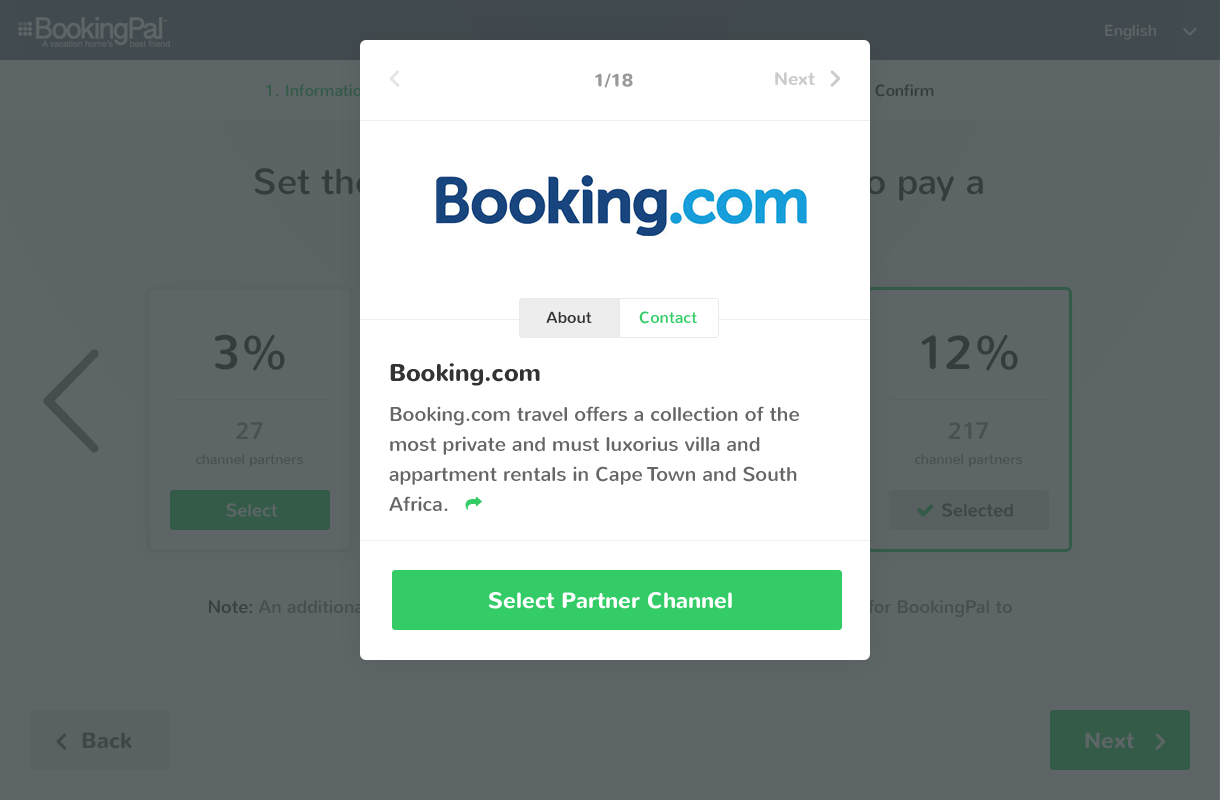 BookingPal
A vacation home's best friend
English
1/18
Next
1. Informatio
Confirm
Set the
o pay a
Booking.com
About
Contact
Booking.com
Booking.com travel offers a collection of the
most private and must luxorius villa and
appartment rentals in Cape Town and South
Africa.
Select Partner Channel
3%
27
channel partners
Select
12%
217
channel partners
Selected
Note: An additiona
for BookingPal to
Back
Next